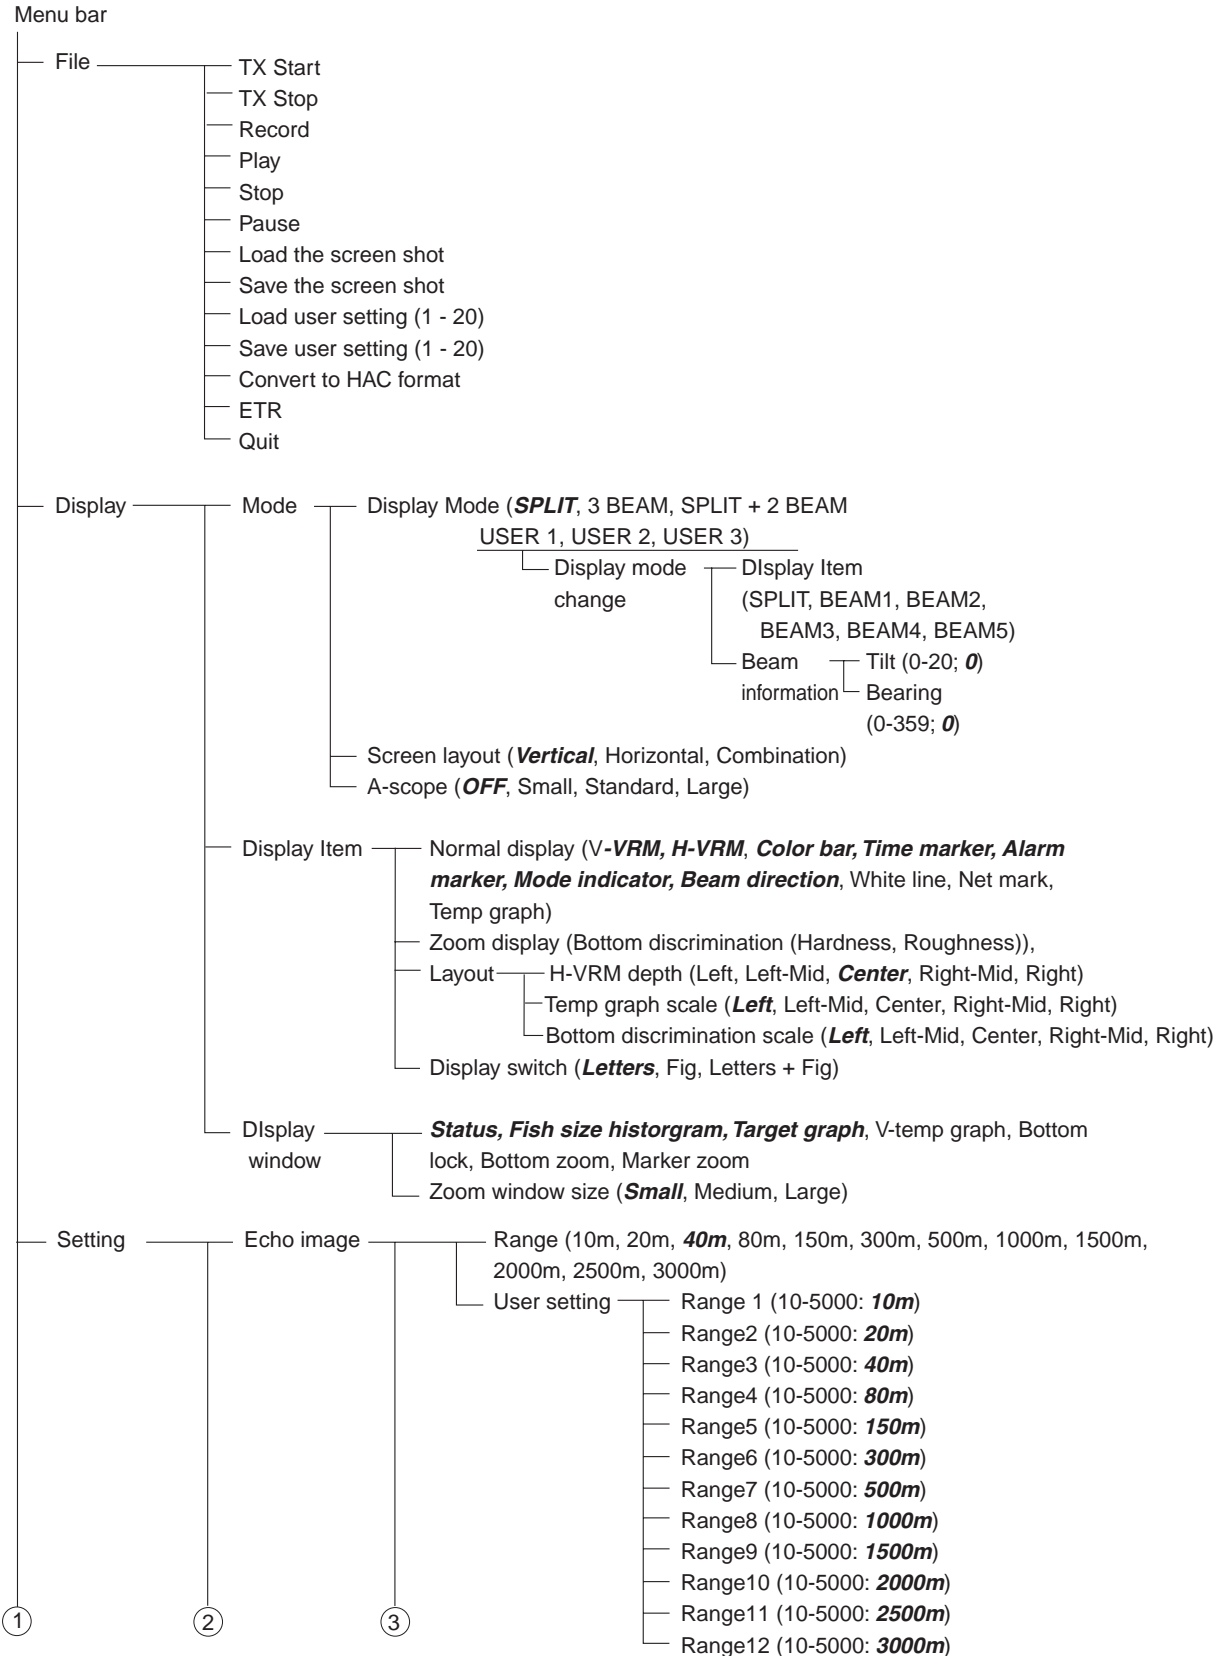 Menu bar
File
TX Start
TX Stop
Record
Play
Stop
Pause
Load the screen shot
Save the screen shot
Load user setting (1 - 20)
Save user setting (1 - 20)
Convert to HAC format
ETR
Quit
Display
Mode
Display Mode (SPLIT, 3 BEAM, SPLIT + 2 BEAM
USER 1, USER 2, USER 3)
Display mode
change
DIsplay Item
(SPLIT, BEAM1, BEAM2,
BEAM3, BEAM4, BEAM5)
Beam
information
Tilt (0-20; 0)
Bearing
(0-359; 0)
Screen layout (Vertical, Horizontal, Combination)
A-scope (OFF, Small, Standard, Large)
Display Item
Normal display (V-VRM, H-VRM, Color bar, Time marker, Alarm
marker, Mode indicator, Beam direction, White line, Net mark,
Temp graph)
Zoom display (Bottom discrimination (Hardness, Roughness)),
Layout
H-VRM depth (Left, Left-Mid, Center, Right-Mid, Right)
Temp graph scale (Left, Left-Mid, Center, Right-Mid, Right)
Bottom discrimination scale (Left, Left-Mid, Center, Right-Mid, Right)
Display switch (Letters, Fig, Letters + Fig)
DIsplay
window
Status, Fish size historgram, Target graph, V-temp graph, Bottom
lock, Bottom zoom, Marker zoom
Zoom window size (Small, Medium, Large)
Setting
Echo image
Range (10m, 20m, 40m, 80m, 150m, 300m, 500m, 1000m, 1500m,
2000m, 2500m, 3000m)
User setting
Range 1 (10-5000: 10m)
Range2 (10-5000: 20m)
Range3 (10-5000: 40m)
Range4 (10-5000: 80m)
Range5 (10-5000: 150m)
Range6 (10-5000: 300m)
Range7 (10-5000: 500m)
Range8 (10-5000: 1000m)
Range9 (10-5000: 1500m)
Range10 (10-5000: 2000m)
Range11 (10-5000: 2500m)
Range12 (10-5000: 3000m)
1
2
3